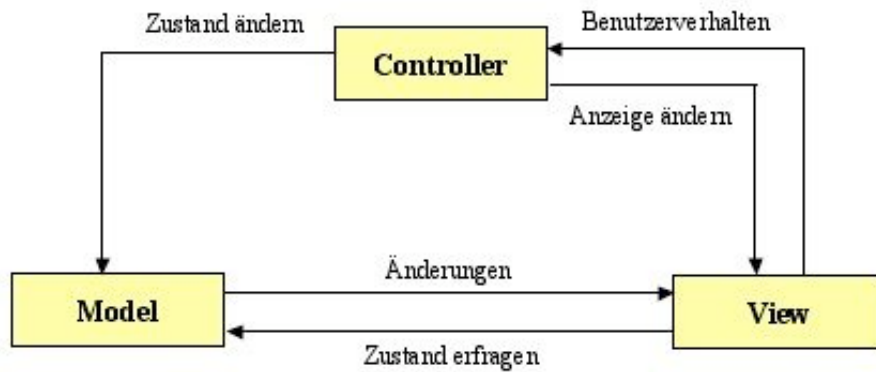 Zustand ändern
Benutzerverhalten
Controller
Anzeige ändern
Änderungen
Model
View
Zustand erfragen